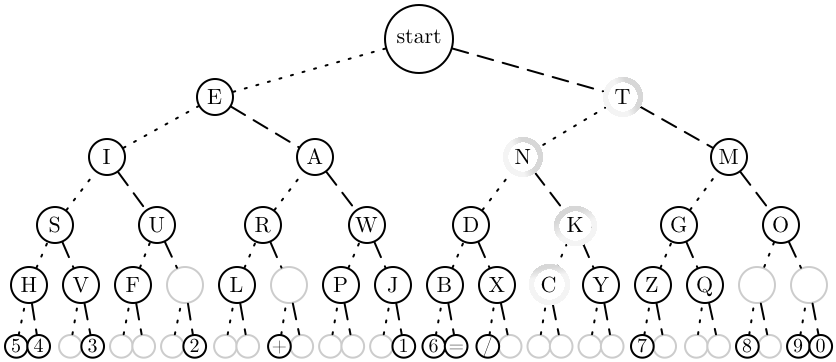 start
E T
I A N M
S U R W D K G O
H V F L P J B X C Y Z Q
5 4 3 2 + 1 6 = / 7 8 9 0